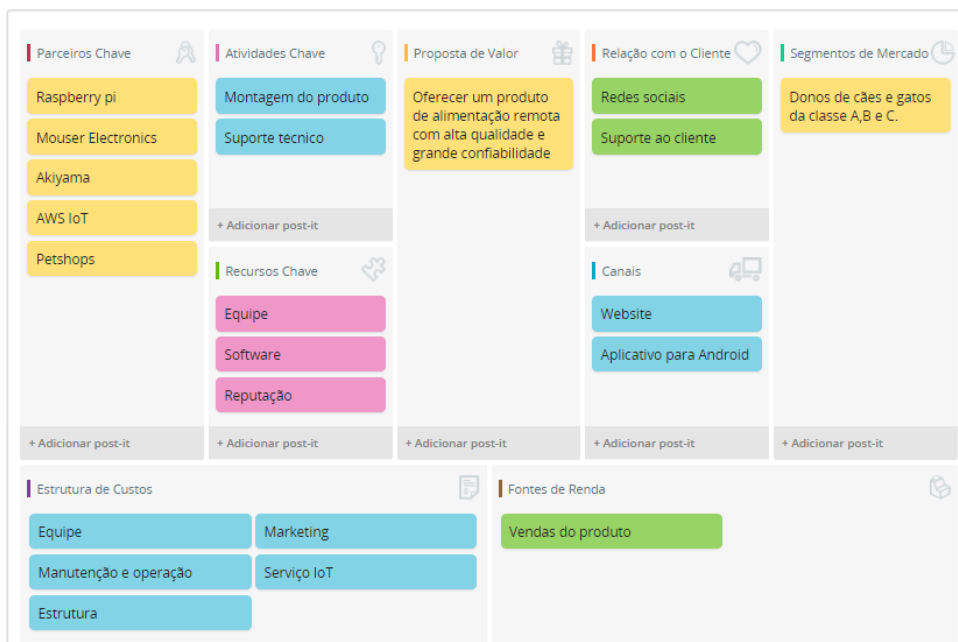 Parceiros Chave
Raspberry pi
Mouser Electronics
Akiyama
AWS IoT
Petshops
+ Adicionar post-it
Atividades Chave
Montagem do produto
Suporte técnico
+ Adicionar post-it
Recursos Chave
Equipe
Software
Reputação
+ Adicionar post-it
Proposta de Valor
Oferecer um produto
de alimentação remota
com alta qualidade e
grande confiabilidade
+ Adicionar post-it
Relação com o Cliente
Redes sociais
Suporte ao cliente
+ Adicionar post-it
Canais
Website
Aplicativo para Android
+ Adicionar post-it
Segmentos de Mercado
Donos de cães e gatos
da classe A,B e C.
+ Adicionar post-it
Estrutura de Custos
Equipe
Marketing
Manutenção e operação
Serviço IoT
Estrutura
Fontes de Renda
Vendas do produto